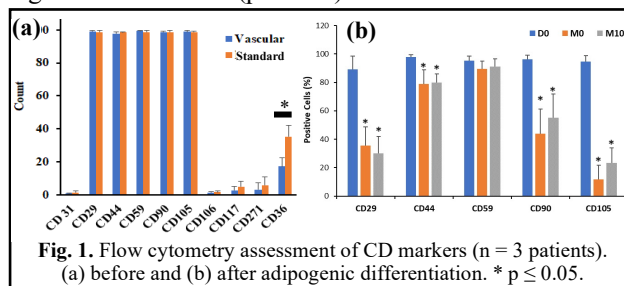 (a)
Vascular
Standard
Count
100
80
60
40
20
0
*
CD 31
CD29
CD44
CD59
CD90
CD105
CD106
CD117
CD271
CD36
(b)
D0
M0
M10
Positive Cells (%)
120
100
80
60
40
20
0
* *
* *
* *
* *
CD29
CD44
CD59
CD90
CD105
Fig. 1. Flow cytometry assessment of CD markers (n = 3 patients).
(a) before and (b) after adipogenic differentiation. * p ≤ 0.05.